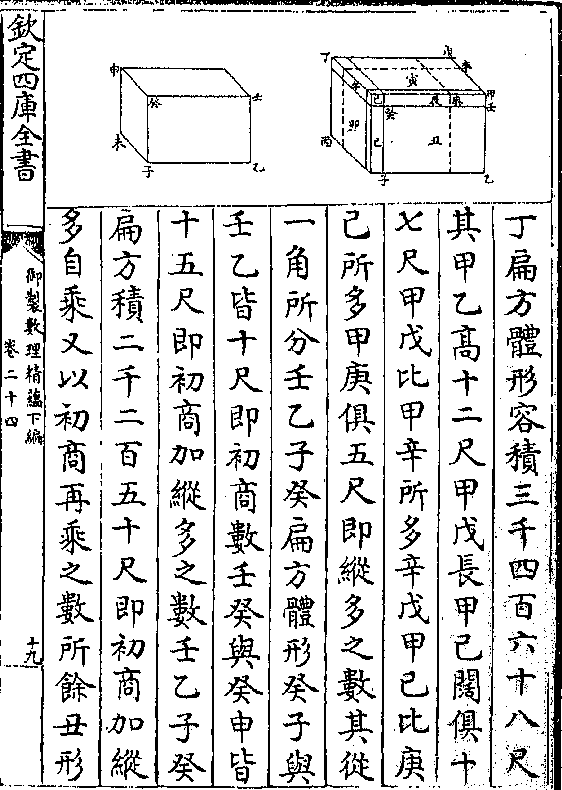 丁扁方體形容積三千四百六十八尺
其甲乙高十二尺甲戊長甲己闊俱十
七尺甲戊比甲辛所多辛戊甲己比庚
己所多甲庚俱五尺即縱多之數其從
一角所分壬乙子癸扁方體形癸子與
壬乙皆十尺即初商數壬癸與癸申皆
十五尺即初商加縱多之數壬乙子癸
扁方積二千二百五十尺即初商加縱
多自乘又以初商再乘之數所餘丑形
欽定四庫全書
御製數理精蘊下編
卷二十四
十九
丁
戊
辛
寅
甲
壬
癸
卯
丑
丙
子
乙
申
癸
壬
未
子
乙